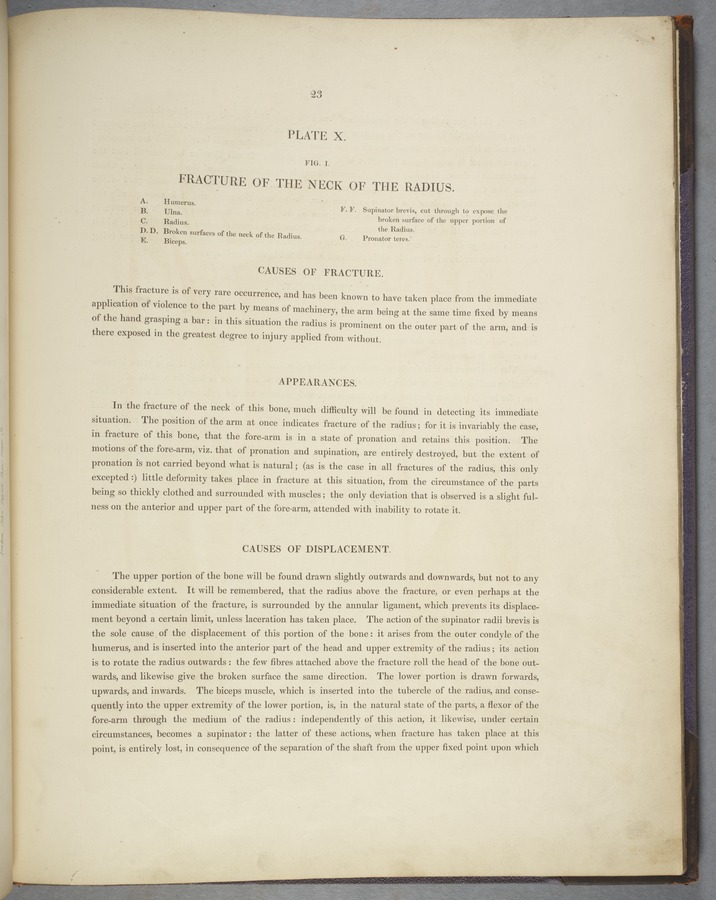 23
PLATE X.
FIG. I.
FRACTURE OF THE NECK OF THE RADIUS.
A. Humerus.
B. Ulna.
C. Radius.
D. D. Broken surfaces of the neck of the Radius.
E. Biceps.
F. F. Supinator brevis, cut through to expose the
broken surface of the upper portion of
the Radius.
G. Pronator teres.
CAUSES OF FRACTURE.
This fracture is of very rare occurrence, and has been known to have taken place from the immediate
application of violence to the part by means of machinery, the arm being at the same time fixed by means
of the hand grasping a bar: in this situation the radius is prominent on the outer part of the arm, and is
there exposed in the greatest degree to injury applied from without.
APPEARANCES.
In the fracture of the neck of this bone, much difficulty will be found in detecting its immediate
situation. The position of the arm at once indicates fracture of the radius; for it is invariably the case,
in fracture of this bone, that the fore-arm is in a state of pronation and retains this position. The
motions of the fore-arm, viz. that of pronation and supination, are entirely destroyed, but the extent of
pronation is not carried beyond what is natural; (as is the case in all fractures of the radius, this only
excepted:) little deformity takes place in fracture at this situation, from the circumstance of the parts
being so thickly clothed and surrounded with muscles; the only deviation that is observed is a slight ful-
ness on the anterior and upper part of the fore-arm, attended with inability to rotate it.
CAUSES OF DISPLACEMENT.
The upper portion of the bone will be found drawn slightly outwards and downwards, but not to any
considerable extent. It will be remembered, that the radius above the fracture, or even perhaps at the
immediate situation of the fracture, is surrounded by the annular ligament, which prevents its displace-
ment beyond a certain limit, unless laceration has taken place. The action of the supinator radii brevis is
the sole cause of the displacement of this portion of the bone: it arises from the outer condyle of the
humerus, and is inserted into the anterior part of the head and upper extremity of the radius; its action
is to rotate the radius outwards: the few fibres attached above the fracture roll the head of the bone out-
wards, and likewise give the broken surface the same direction. The lower portion is drawn forwards,
upwards, and inwards. The biceps muscle, which is inserted into the tubercle of the radius, and conse-
quently into the upper extremity of the lower portion, is, in the natural state of the parts, a flexor of the
fore-arm through the medium of the radius: independently of this action, it likewise, under certain
circumstances, becomes a supinator: the latter of these actions, when fracture has taken place at this
point, is entirely lost, in consequence of the separation of the shaft from the upper fixed point upon which